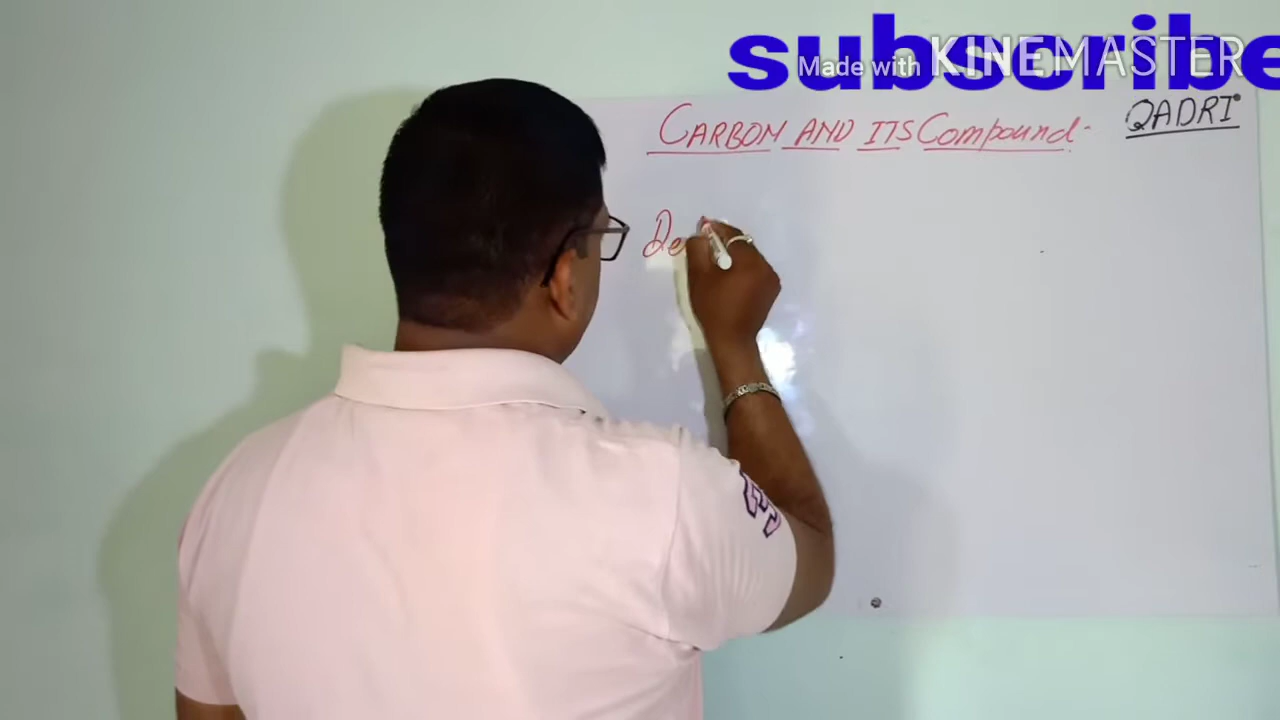 subscribe
Made with KINEMASTER
CARBON AND ITS Compound.
QADRI
De